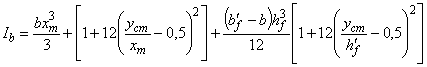 $I_b = \frac{bx_m^3}{3} + \left[1+12\left(\frac{y_{cm}}{x_m} - 0,5\right)^2\right] + \frac{(b'_f - b)h_f^3}{12}\left[1+12\left(\frac{y_{cm}}{h'_f} - 0,5\right)^2\right]$